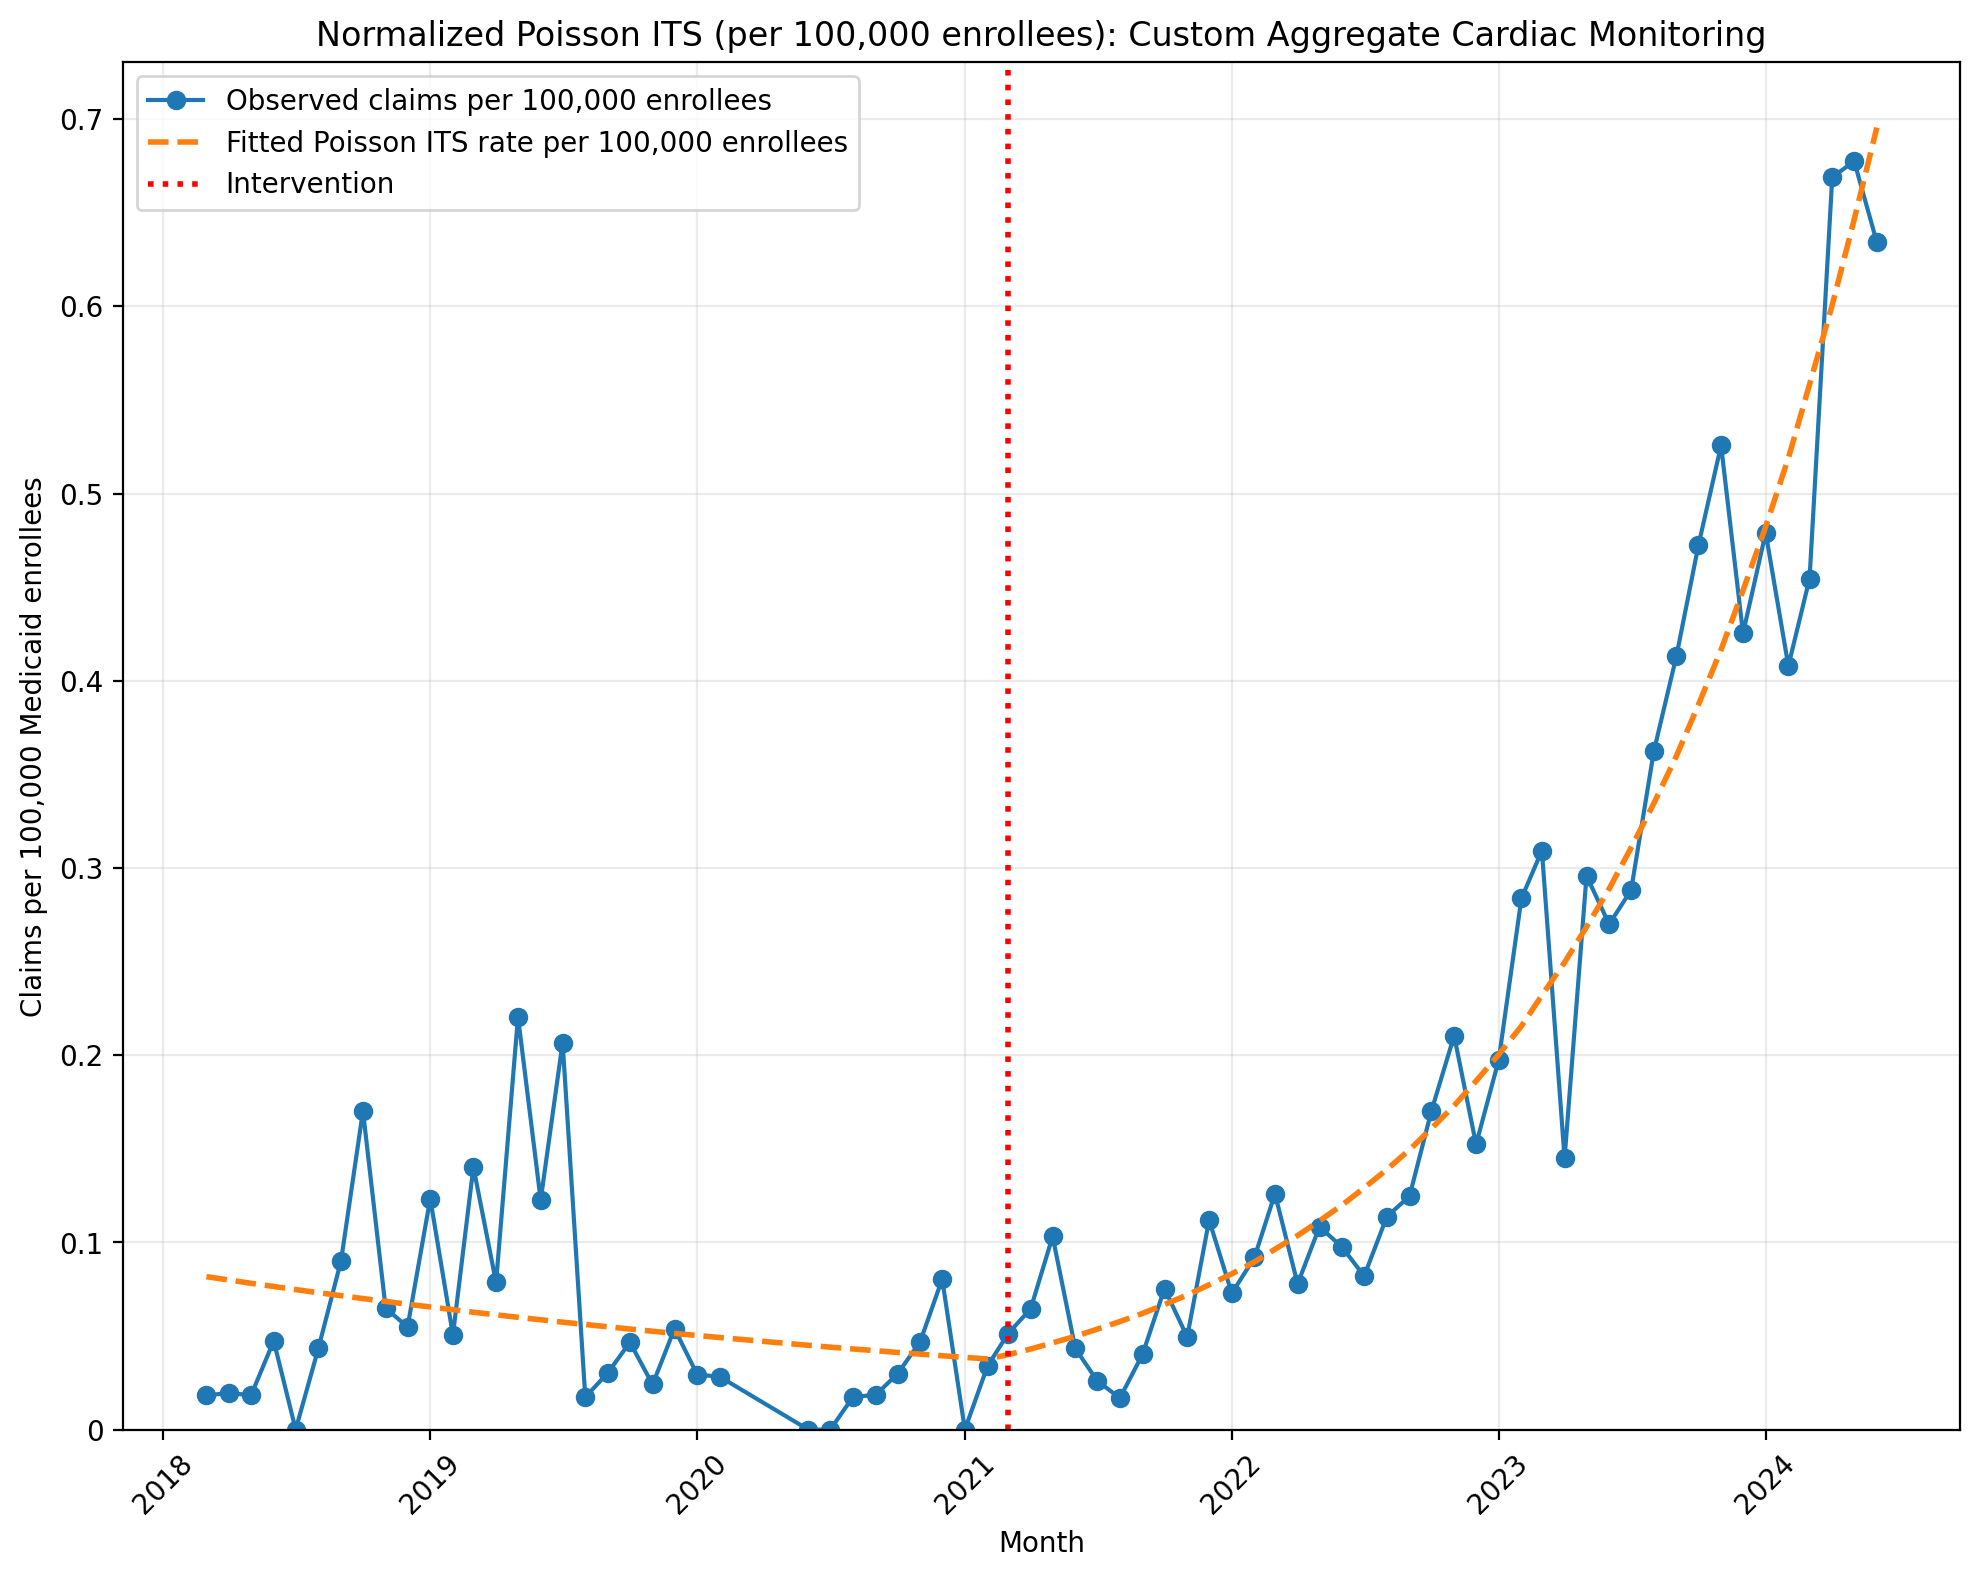 Normalized Poisson ITS (per 100,000 enrollees): Custom Aggregate Cardiac Monitoring
Observed claims per 100,000 enrollees
Fitted Poisson ITS rate per 100,000 enrollees
Intervention
Claims per 100,000 Medicaid enrollees
0.7
0.6
0.5
0.4
0.3
0.2
0.1
0
2018
2019
2020
2021
2022
2023
2024
Month